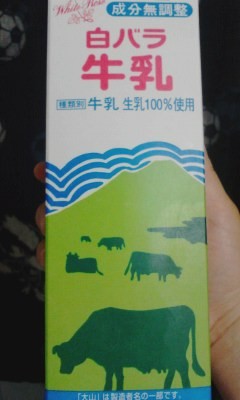 White Rose
成分無調整
白バラ
牛乳
種類別 牛乳 生乳100%使用
「大山」は製造者名の一部です。